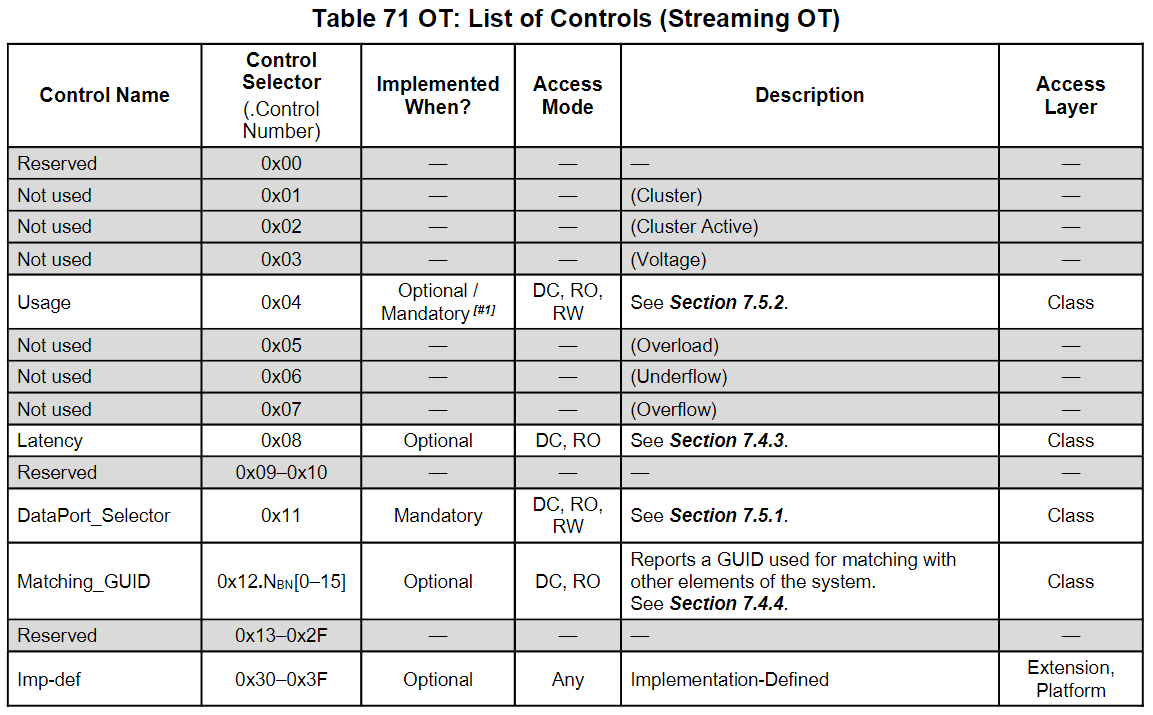 Table 71 OT: List of Controls (Streaming OT)
Control Name | Control Selector (.Control Number) | Implemented When? | Access Mode | Description | Access Layer
Reserved | 0x00 | — | — | — | —
Not used | 0x01 | — | — | (Cluster) | —
Not used | 0x02 | — | — | (Cluster Active) | —
Not used | 0x03 | — | — | (Voltage) | —
Usage | 0x04 | Optional / Mandatory [#1] | DC, RO, RW | See Section 7.5.2. | Class
Not used | 0x05 | — | — | (Overload) | —
Not used | 0x06 | — | — | (Underflow) | —
Not used | 0x07 | — | — | (Overflow) | —
Latency | 0x08 | Optional | DC, RO | See Section 7.4.3. | Class
Reserved | 0x09–0x10 | — | — | — | —
DataPort_Selector | 0x11 | Mandatory | DC, RO, RW | See Section 7.5.1. | Class
Matching_GUID | 0x12.NBN[0–15] | Optional | DC, RO | Reports a GUID used for matching with other elements of the system. See Section 7.4.4. | Class
Reserved | 0x13–0x2F | — | — | — | —
Imp-def | 0x30–0x3F | Optional | Any | Implementation-Defined | Extension, Platform